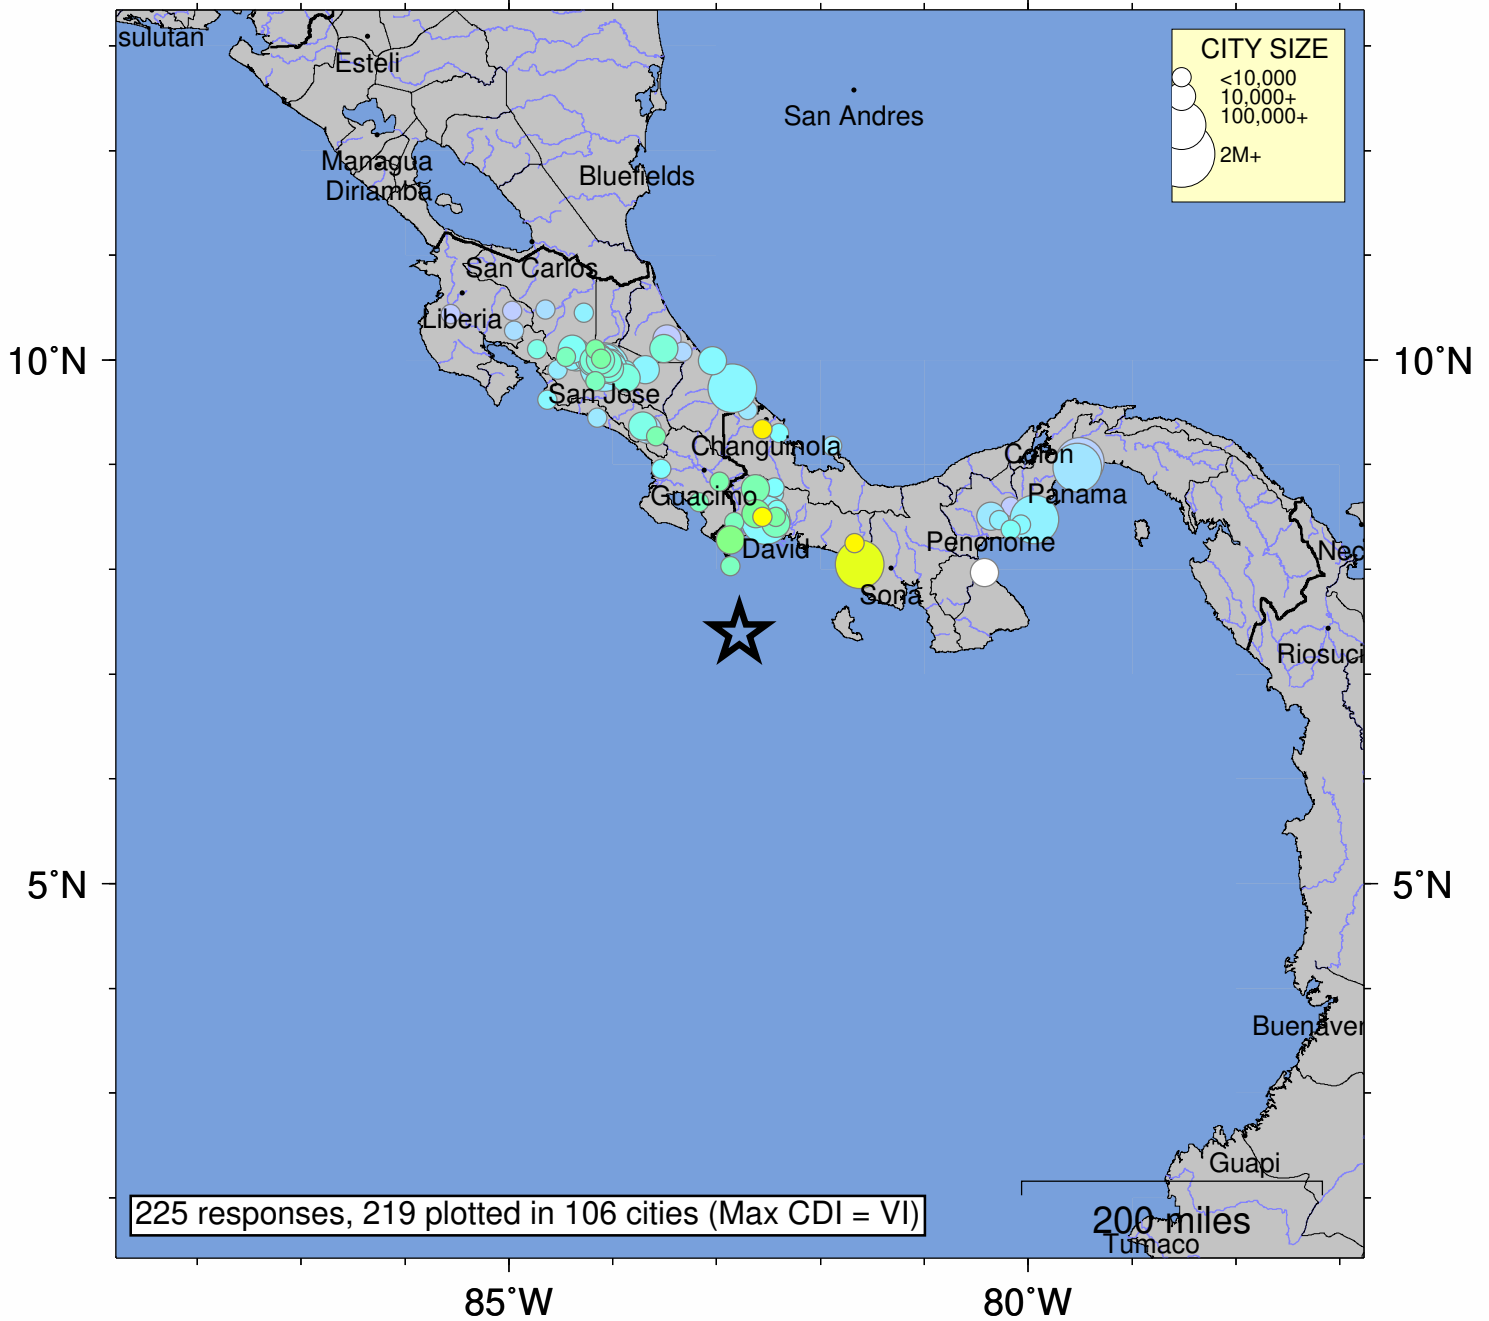 sulutan
Esteli
San Andres
CITY SIZE
<10,000
10,000+
100,000+
2M+
Managua
Diriamba
Bluefields
San Carlos
Liberia
10°N
10°N
San Jose
Changuinola
Colon
Guacimo
Panama
David
Penonome
Nec
Sona
Riosuci
5°N
5°N
Buenaver
Guapi
200 miles
Tumaco
225 responses, 219 plotted in 106 cities (Max CDI = VI)
85°W
80°W